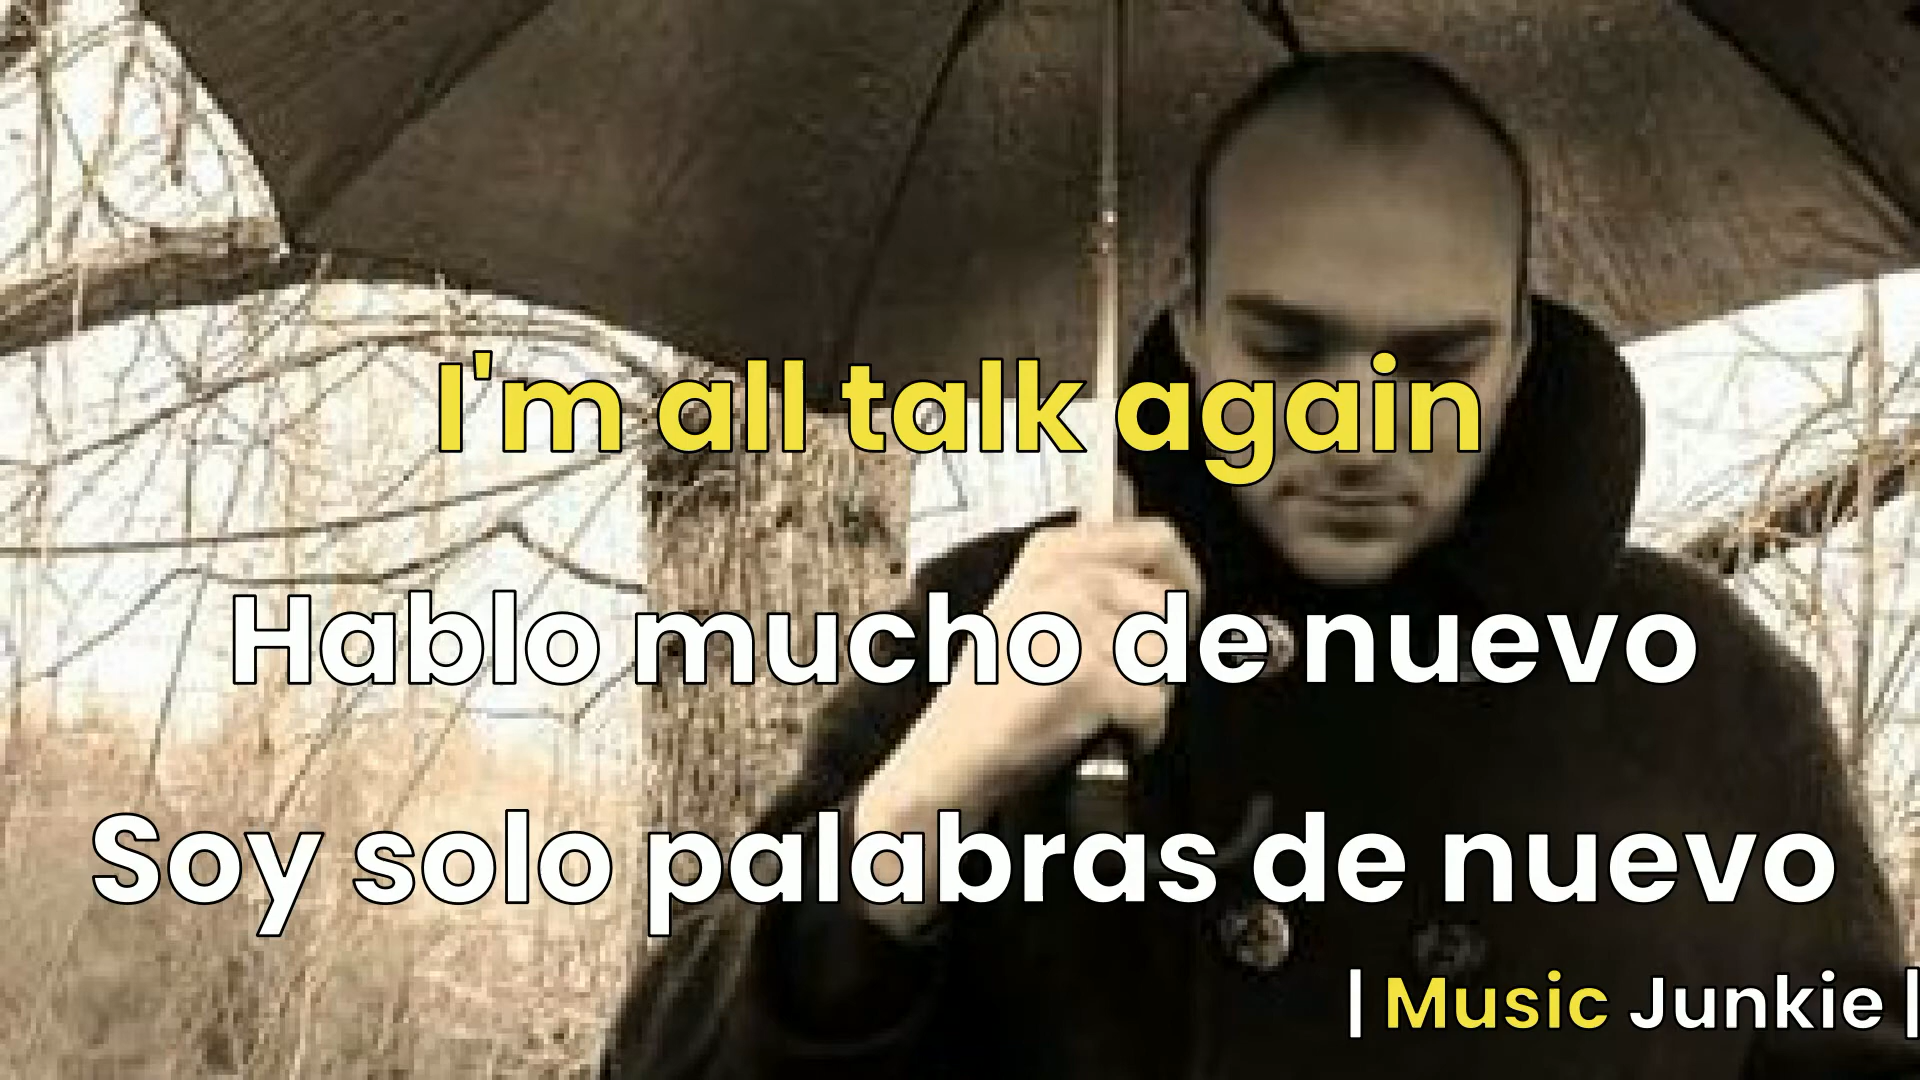 I'm all talk again
Hablo mucho de nuevo
Soy solo palabras de nuevo
| Music Junkie |